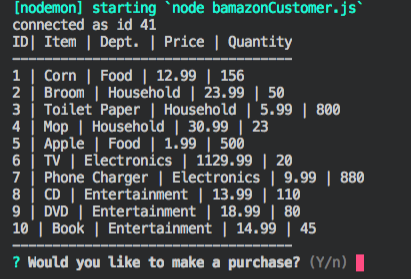 [nodemon] starting `node bamazonCustomer.js`
connected as id 41
ID| Item | Dept. | Price | Quantity
------------------------------------
1 | Corn | Food | 12.99 | 156
2 | Broom | Household | 23.99 | 50
3 | Toilet Paper | Household | 5.99 | 800
4 | Mop | Household | 30.99 | 23
5 | Apple | Food | 1.99 | 500
6 | TV | Electronics | 1129.99 | 20
7 | Phone Charger | Electronics | 9.99 | 880
8 | CD | Entertainment | 13.99 | 110
9 | DVD | Entertainment | 18.99 | 80
10 | Book | Entertainment | 14.99 | 45
------------------------------------
? Would you like to make a purchase? (Y/n)